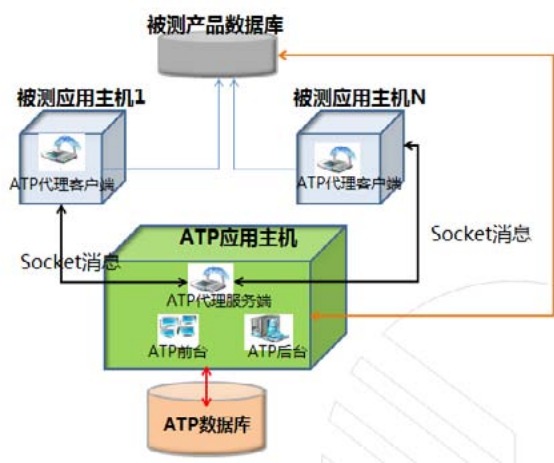 被测产品数据库
被测应用主机1
被测应用主机N
ATP代理客户端
ATP代理客户端
ATP应用主机
Socket消息
Socket消息
ATP代理服务端
ATP前台
ATP后台
ATP数据库